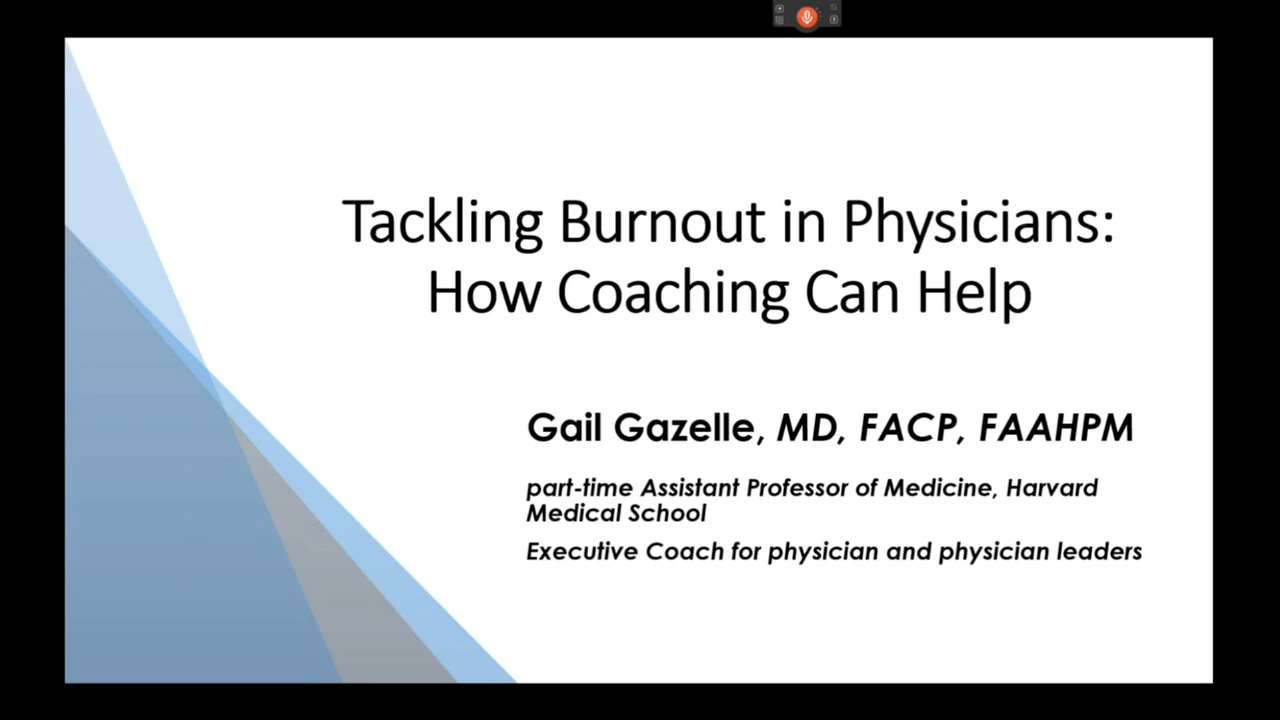 Tackling Burnout in Physicians:
How Coaching Can Help
Gail Gazelle, MD, FACP, FAAHPM
part-time Assistant Professor of Medicine, Harvard
Medical School
Executive Coach for physician and physician leaders